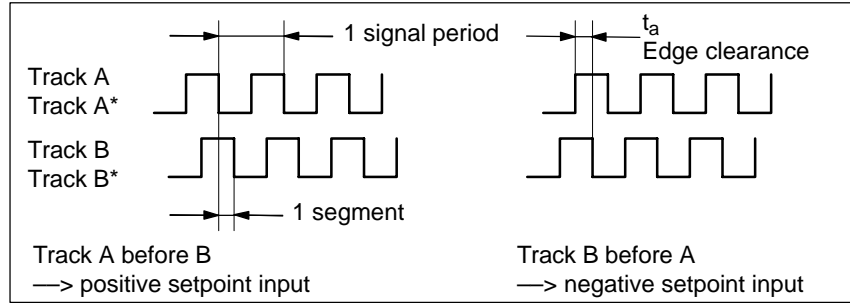 1 signal period
t_a
Edge clearance
Track A
Track A*
Track B
Track B*
1 segment
Track A before B
—> positive setpoint input
Track B before A
—> negative setpoint input